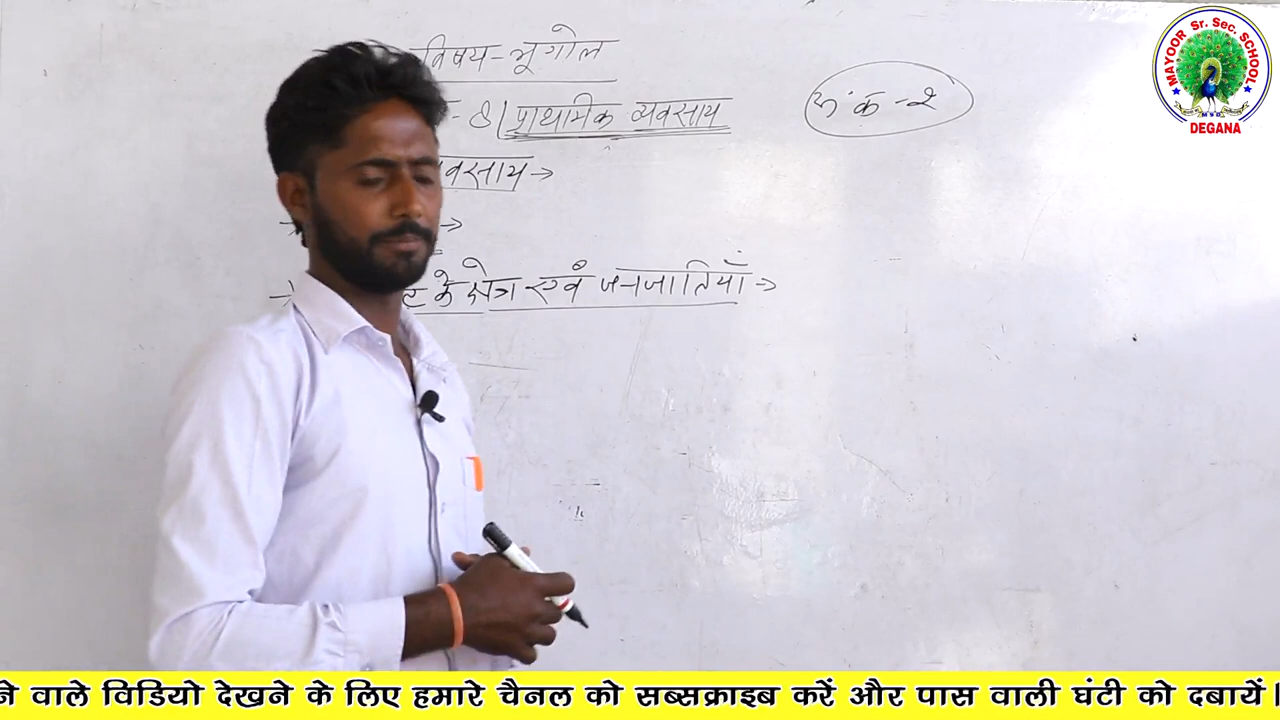 विषय - भूगोल
- 8 | प्राथमिक व्यवसाय
अंक - 2
→
के क्षेत्र एवं जनजातियाँ →
MAYOOR Sr. Sec. SCHOOL
MSD
DEGANA
वाले विडियो देखने के लिए हमारे चैनल को सब्सक्राइब करें और पास वाली घंटी को दबायें